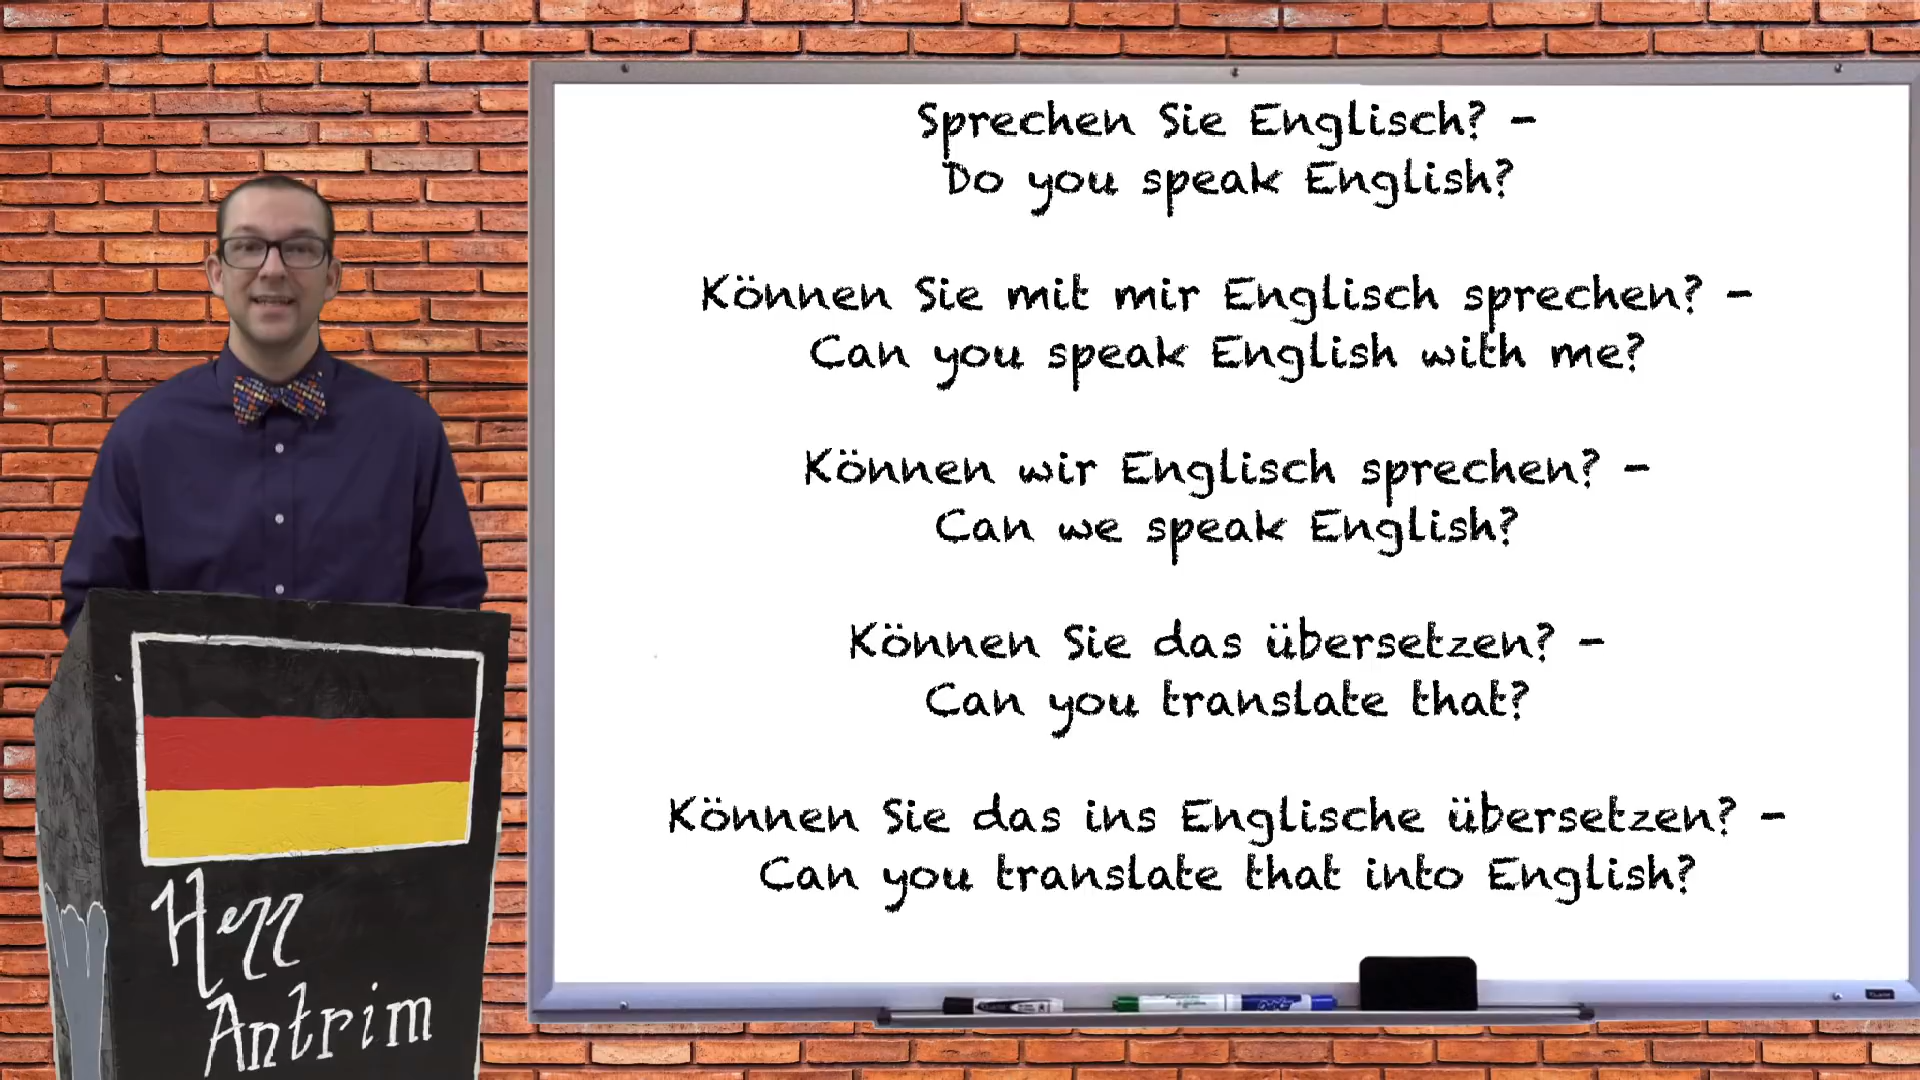 Sprechen Sie Englisch? -
Do you speak English?
Können Sie mit mir Englisch sprechen? -
Can you speak English with me?
Können wir Englisch sprechen? -
Can we speak English?
Können Sie das übersetzen? -
Can you translate that?
Können Sie das ins Englische übersetzen? -
Can you translate that into English?
Herr
Antrim